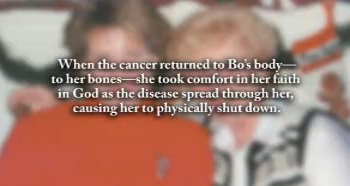 When the cancer returned to Bo's body—
to her bones—she took comfort in her faith
in God as the disease spread through her,
causing her to physically shut down.